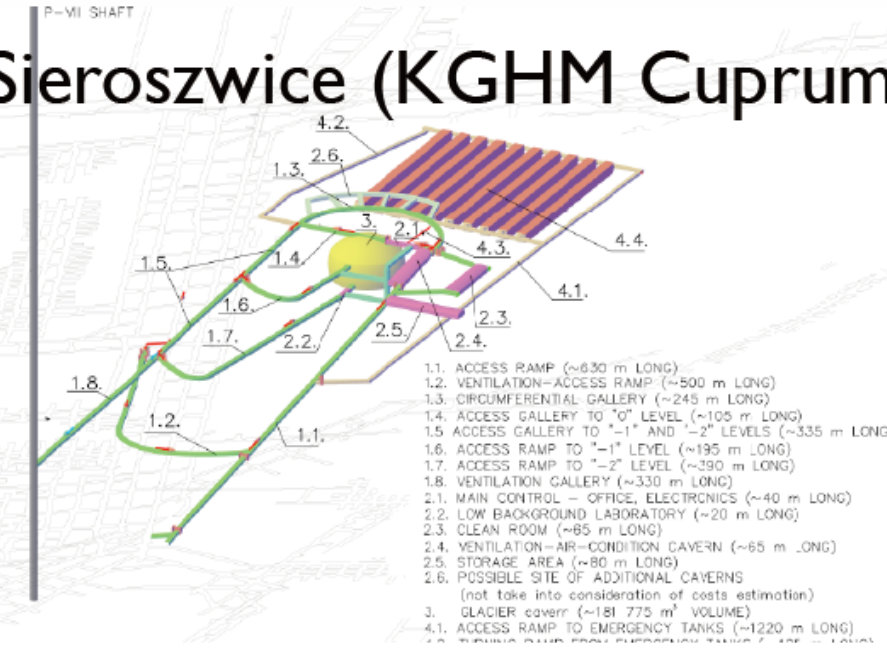 P-VII SHAFT
Sieroszwice (KGHM Cuprum
4.2.
2.6.
1.3.
3.
2.1.
4.3.
4.4.
1.4.
1.5.
4.1.
1.6.
2.3.
1.7.
2.2.
2.5.
2.4.
1.8.
1.2.
1.1.
1.1. ACCESS RAMP (~630 m LONG)
1.2. VENTILATION-ACCESS RAMP (~500 m LONG)
1.3. CIRCUMFERENTIAL GALLERY (~245 m LONG)
1.4. ACCESS GALLERY TO "0" LEVEL (~105 m LONG)
1.5 ACCESS GALLERY TO "-1" AND "-2" LEVELS (~335 m LONG
1.6. ACCESS RAMP TO "-1" LEVEL (~195 m LONG)
1.7. ACCESS RAMP TO "-2" LEVEL (~390 m LONG)
1.8. VENTILATION GALLERY (~330 m LONG)
2.1. MAIN CONTROL - OFFICE, ELECTRONICS (~40 m LONG)
2.2. LOW BACKGROUND LABORATORY (~20 m LONG)
2.3. CLEAN ROOM (~65 m LONG)
2.4. VENTILATION-AIR-CONDITION CAVERN (~65 m LONG)
2.5. STORAGE AREA (~80 m LONG)
2.6. POSSIBLE SITE OF ADDITIONAL CAVERNS
(not take into consideration of costs estimation)
3. GLACIER cavern (~181 775 m³ VOLUME)
4.1. ACCESS RAMP TO EMERGENCY TANKS (~1220 m LONG)